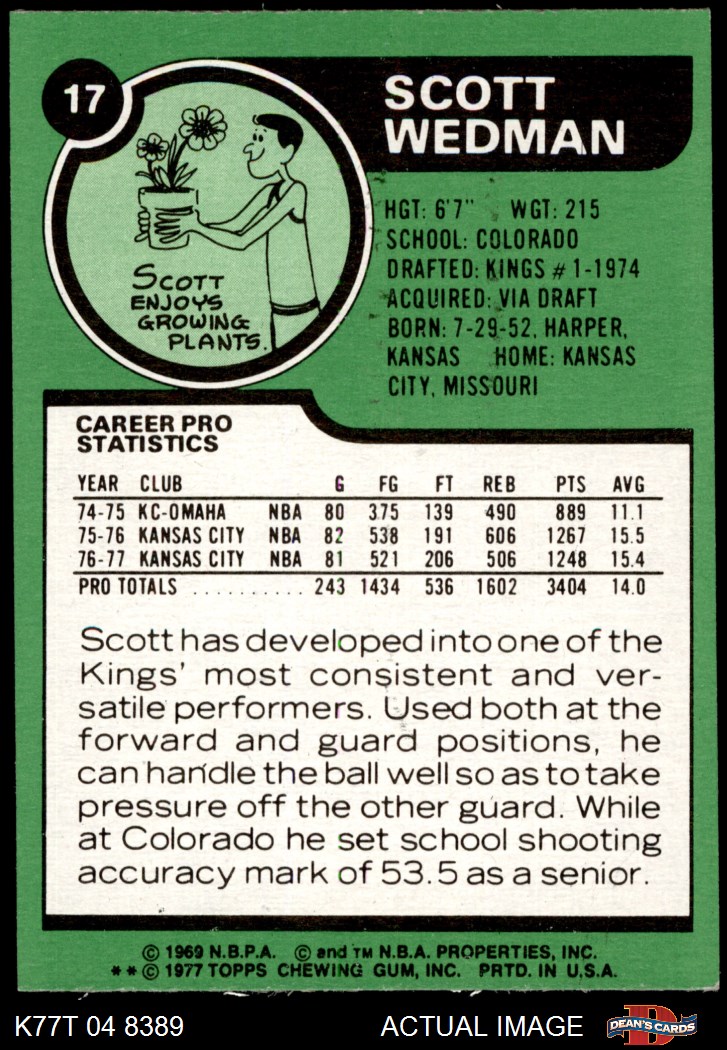 17
SCOTT
WEDMAN
SCOTT
ENJOYS
GROWING
PLANTS.
HGT: 6'7" WGT: 215
SCHOOL: COLORADO
DRAFTED: KINGS # 1-1974
ACQUIRED: VIA DRAFT
BORN: 7-29-52, HARPER,
KANSAS HOME: KANSAS
CITY, MISSOURI
CAREER PRO
STATISTICS
YEAR CLUB G FG FT REB PTS AVG
74-75 KC-OMAHA NBA 80 375 139 490 889 11.1
75-76 KANSAS CITY NBA 82 538 191 606 1267 15.5
76-77 KANSAS CITY NBA 81 521 206 506 1248 15.4
PRO TOTALS .......... 243 1434 536 1602 3404 14.0
Scott has developed into one of the
Kings' most consistent and ver-
satile performers. Used both at the
forward and guard positions, he
can handle the ball well so as to take
pressure off the other guard. While
at Colorado he set school shooting
accuracy mark of 53.5 as a senior.
© 1969 N.B.P.A. © and TM N.B.A. PROPERTIES, INC.
** © 1977 TOPPS CHEWING GUM, INC. PRTD. IN U.S.A.
K77T 04 8389 ACTUAL IMAGE DEAN'S CARDS